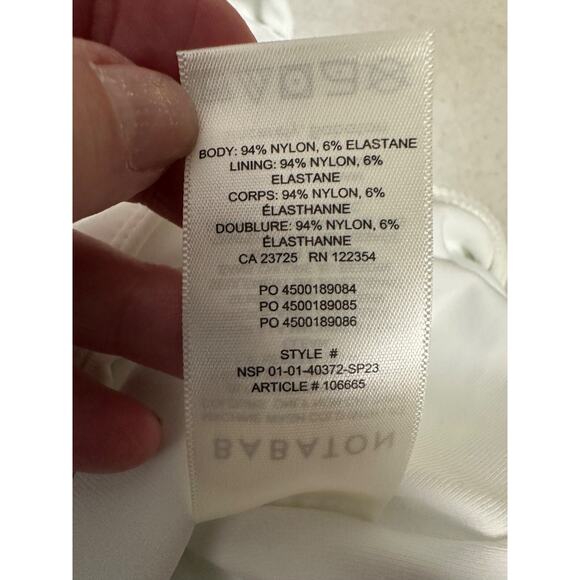 BODY: 94% NYLON, 6% ELASTANE
LINING: 94% NYLON, 6%
ELASTANE
CORPS: 94% NYLON, 6%
ÉLASTHANNE
DOUBLURE: 94% NYLON, 6%
ÉLASTHANNE
CA 23725 RN 122354
PO 4500189084
PO 4500189085
PO 4500189086
STYLE #
NSP 01-01-40372-SP23
ARTICLE # 106665
BABATON